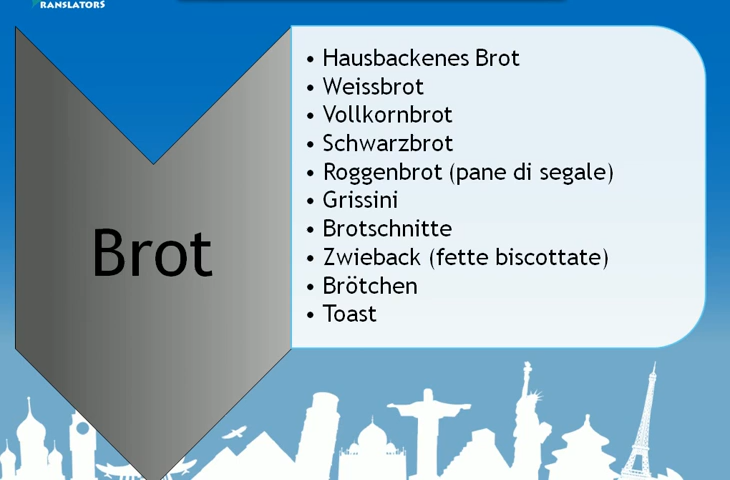 RANSLATORS
Brot
• Hausbackenes Brot
• Weissbrot
• Vollkornbrot
• Schwarzbrot
• Roggenbrot (pane di segale)
• Grissini
• Brotschnitte
• Zwieback (fette biscottate)
• Brötchen
• Toast